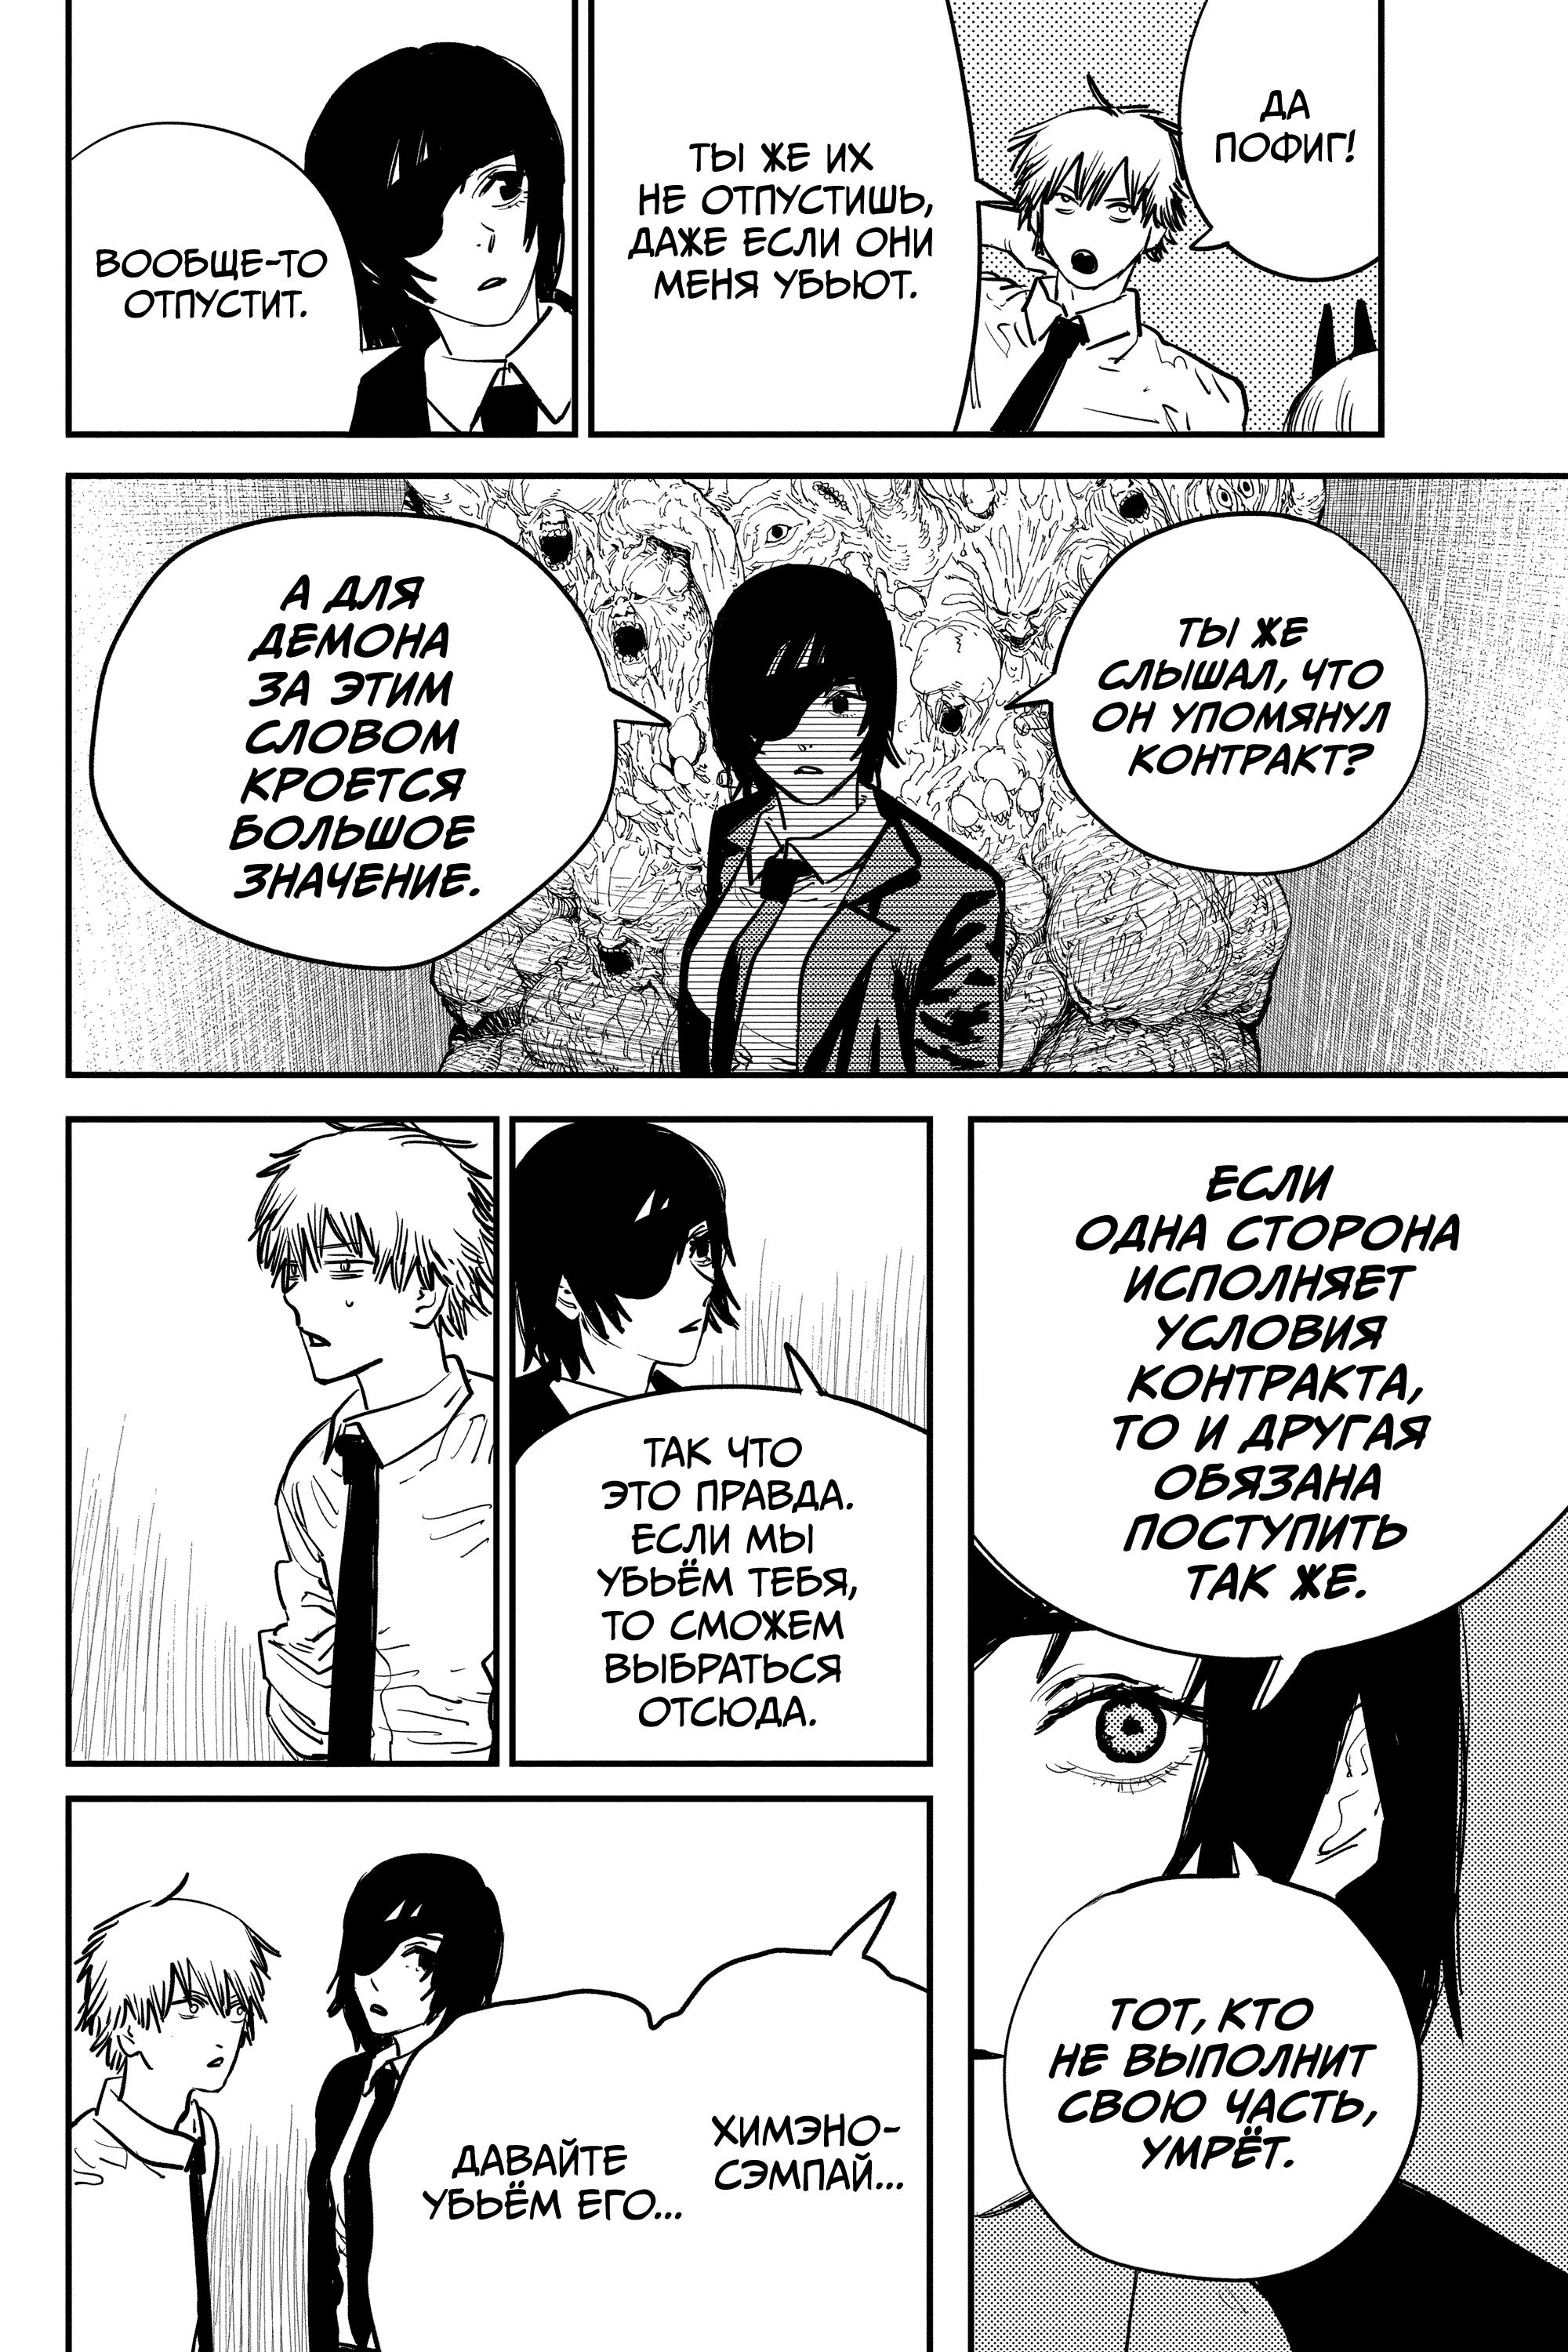 ДА
ПОФИГ!
ТЫ ЖЕ ИХ
НЕ ОТПУСТИШЬ,
ДАЖЕ ЕСЛИ ОНИ
МЕНЯ УБЬЮТ.
ВООБЩЕ-ТО
ОТПУСТИТ.
ТЫ ЖЕ
СЛЫШАЛ, ЧТО
ОН УПОМЯНУЛ
КОНТРАКТ?
А ДЛЯ
ДЕМОНА
ЗА ЭТИМ
СЛОВОМ
КРОЕТСЯ
БОЛЬШОЕ
ЗНАЧЕНИЕ.
ЕСЛИ
ОДНА СТОРОНА
ИСПОЛНЯЕТ
УСЛОВИЯ
КОНТРАКТА,
ТО И ДРУГАЯ
ОБЯЗАНА
ПОСТУПИТЬ
ТАК ЖЕ.
ТОТ, КТО
НЕ ВЫПОЛНИТ
СВОЮ ЧАСТЬ,
УМРЁТ.
ТАК ЧТО
ЭТО ПРАВДА.
ЕСЛИ МЫ
УБЬЁМ ТЕБЯ,
ТО СМОЖЕМ
ВЫБРАТЬСЯ
ОТСЮДА.
ХИМЭНО-
СЭМПАЙ...
ДАВАЙТЕ
УБЬЁМ ЕГО...